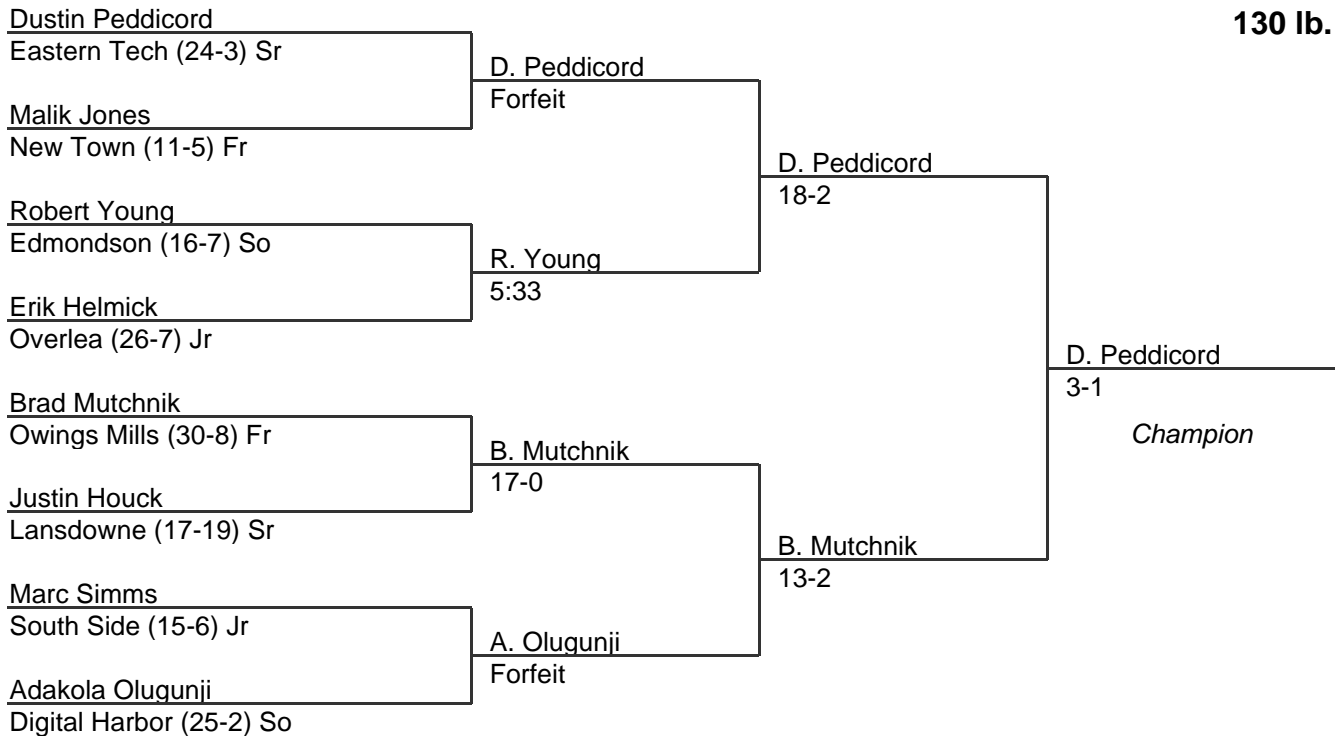 130 lb.
Dustin Peddicord
Eastern Tech (24-3) Sr
D. Peddicord
Forfeit
Malik Jones
New Town (11-5) Fr
D. Peddicord
18-2
Robert Young
Edmondson (16-7) So
R. Young
5:33
Erik Helmick
Overlea (26-7) Jr
D. Peddicord
3-1
Champion
Brad Mutchnik
Owings Mills (30-8) Fr
B. Mutchnik
17-0
Justin Houck
Lansdowne (17-19) Sr
B. Mutchnik
13-2
Marc Simms
South Side (15-6) Jr
A. Olugunji
Forfeit
Adakola Olugunji
Digital Harbor (25-2) So